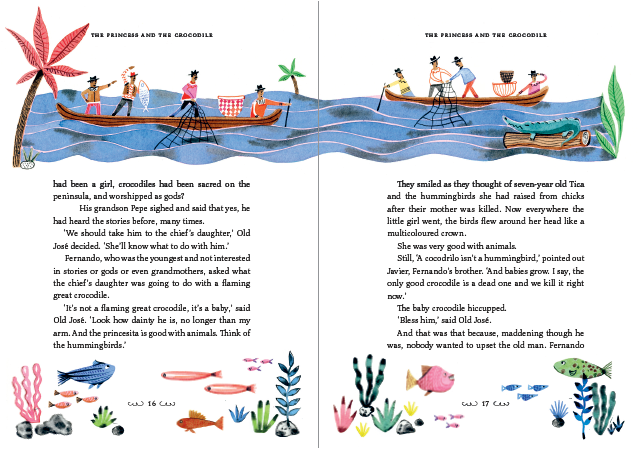 THE PRINCESS AND THE CROCODILE
had been a girl, crocodiles had been sacred on the
peninsula, and worshipped as gods?
His grandson Pepe sighed and said that yes, he
had heard the stories before, many times.
'We should take him to the chief's daughter,' Old
José decided. 'She'll know what to do with him.'
Fernando, who was the youngest and not interested
in stories or gods or even grandmothers, asked what
the chief's daughter was going to do with a flaming
great crocodile.
'It's not a flaming great crocodile, it's a baby,' said
Old José. 'Look how dainty he is, no longer than my
arm. And the princesita is good with animals. Think of
the hummingbirds.'
16
THE PRINCESS AND THE CROCODILE
They smiled as they thought of seven-year old Tica
and the hummingbirds she had raised from chicks
after their mother was killed. Now everywhere the
little girl went, the birds flew around her head like a
multicoloured crown.
She was very good with animals.
Still, 'A cocodrilo isn't a hummingbird,' pointed out
Javier, Fernando's brother. 'And babies grow. I say, the
only good crocodile is a dead one and we kill it right
now.'
The baby crocodile hiccupped.
'Bless him,' said Old José.
And that was that because, maddening though he
was, nobody wanted to upset the old man. Fernando
17